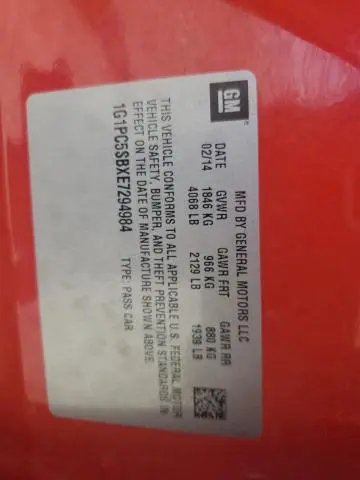 GM
MFD BY GENERAL MOTORS LLC
DATE GVWR GAWR FRT GAWR RR
02/14 1846 KG 966 KG 880 KG
4068 LB 2129 LB 1939 LB
THIS VEHICLE CONFORMS TO ALL APPLICABLE U.S. FEDERAL MOTOR
VEHICLE SAFETY, BUMPER, AND THEFT PREVENTION STANDARDS IN
EFFECT ON THE DATE OF MANUFACTURE SHOWN ABOVE.
1G1PC5SBXE7294984 TYPE: PASS CAR